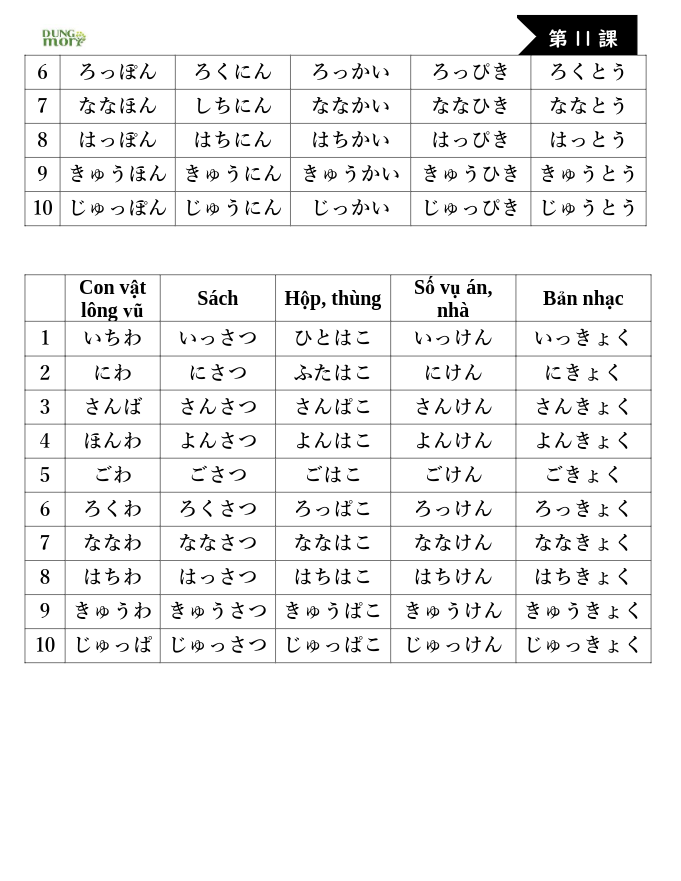 DUNG mori
第 11 課
6 ろっぽん ろくにん ろっかい ろっぴき ろくとう
7 ななほん しちにん ななかい ななひき ななとう
8 はっぽん はちにん はちかい はっぴき はっとう
9 きゅうほん きゅうにん きゅうかい きゅうひき きゅうとう
10 じゅっぽん じゅうにん じっかい じゅっぴき じゅうとう
Con vật lông vũ Sách Hộp, thùng Số vụ án, nhà Bản nhạc
1 いちわ いっさつ ひとはこ いっけん いっきょく
2 にわ にさつ ふたはこ にけん にきょく
3 さんば さんさつ さんぱこ さんけん さんきょく
4 ほんわ よんさつ よんはこ よんけん よんきょく
5 ごわ ごさつ ごはこ ごけん ごきょく
6 ろくわ ろくさつ ろっぱこ ろっけん ろっきょく
7 ななわ ななさつ ななはこ ななけん ななきょく
8 はちわ はっさつ はちはこ はちけん はちきょく
9 きゅうわ きゅうさつ きゅうぱこ きゅうけん きゅうきょく
10 じゅっぱ じゅっさつ じゅっぱこ じゅっけん じゅっきょく